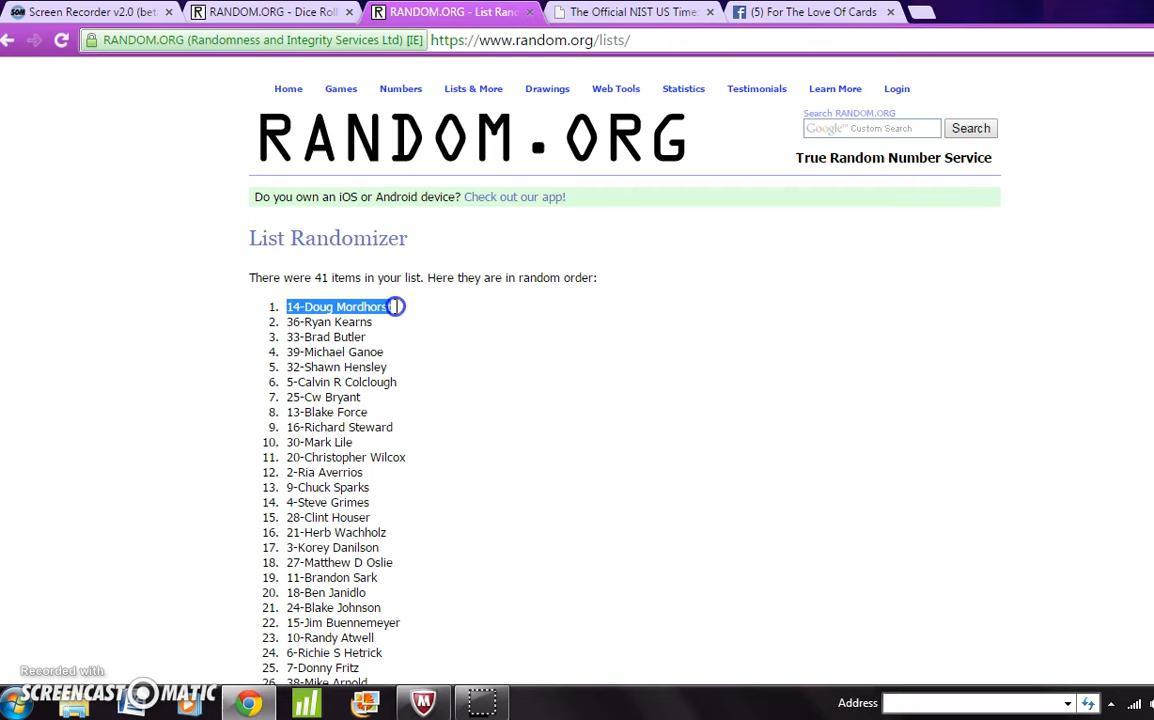 Screen Recorder v2.0 (bet
RANDOM.ORG - Dice Roll
RANDOM.ORG - List Ran
The Official NIST US Time:
(5) For The Love Of Cards
RANDOM.ORG (Randomness and Integrity Services Ltd) [IE]
https://www.random.org/lists/
Home Games Numbers Lists & More Drawings Web Tools Statistics Testimonials Learn More Login
RANDOM.ORG
Search RANDOM.ORG
Google™ Custom Search
Search
True Random Number Service
Do you own an iOS or Android device? Check out our app!
List Randomizer
There were 41 items in your list. Here they are in random order:
1. 14-Doug Mordhorst
2. 36-Ryan Kearns
3. 33-Brad Butler
4. 39-Michael Ganoe
5. 32-Shawn Hensley
6. 5-Calvin R Colclough
7. 25-Cw Bryant
8. 13-Blake Force
9. 16-Richard Steward
10. 30-Mark Lile
11. 20-Christopher Wilcox
12. 2-Ria Averrios
13. 9-Chuck Sparks
14. 4-Steve Grimes
15. 28-Clint Houser
16. 21-Herb Wachholz
17. 3-Korey Danilson
18. 27-Matthew D Oslie
19. 11-Brandon Sark
20. 18-Ben Janidlo
21. 24-Blake Johnson
22. 15-Jim Buennemeyer
23. 10-Randy Atwell
24. 6-Richie S Hetrick
25. 7-Donny Fritz
26. 38-Mike Arnold
Recorded with
SCREENCAST-O-MATIC
Address